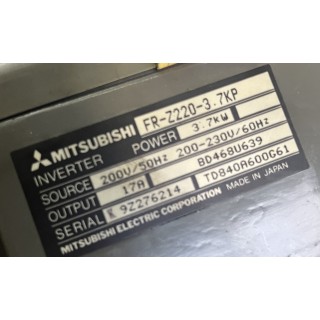 MITSUBISHI FR-Z220-3.7KP
INVERTER POWER 3.7KW
SOURCE 200V/50Hz 200-230V/60Hz
OUTPUT 17A BD468U639
SERIAL K 9Z276214 TD840A600G61
MITSUBISHI ELECTRIC CORPORATION MADE IN JAPAN